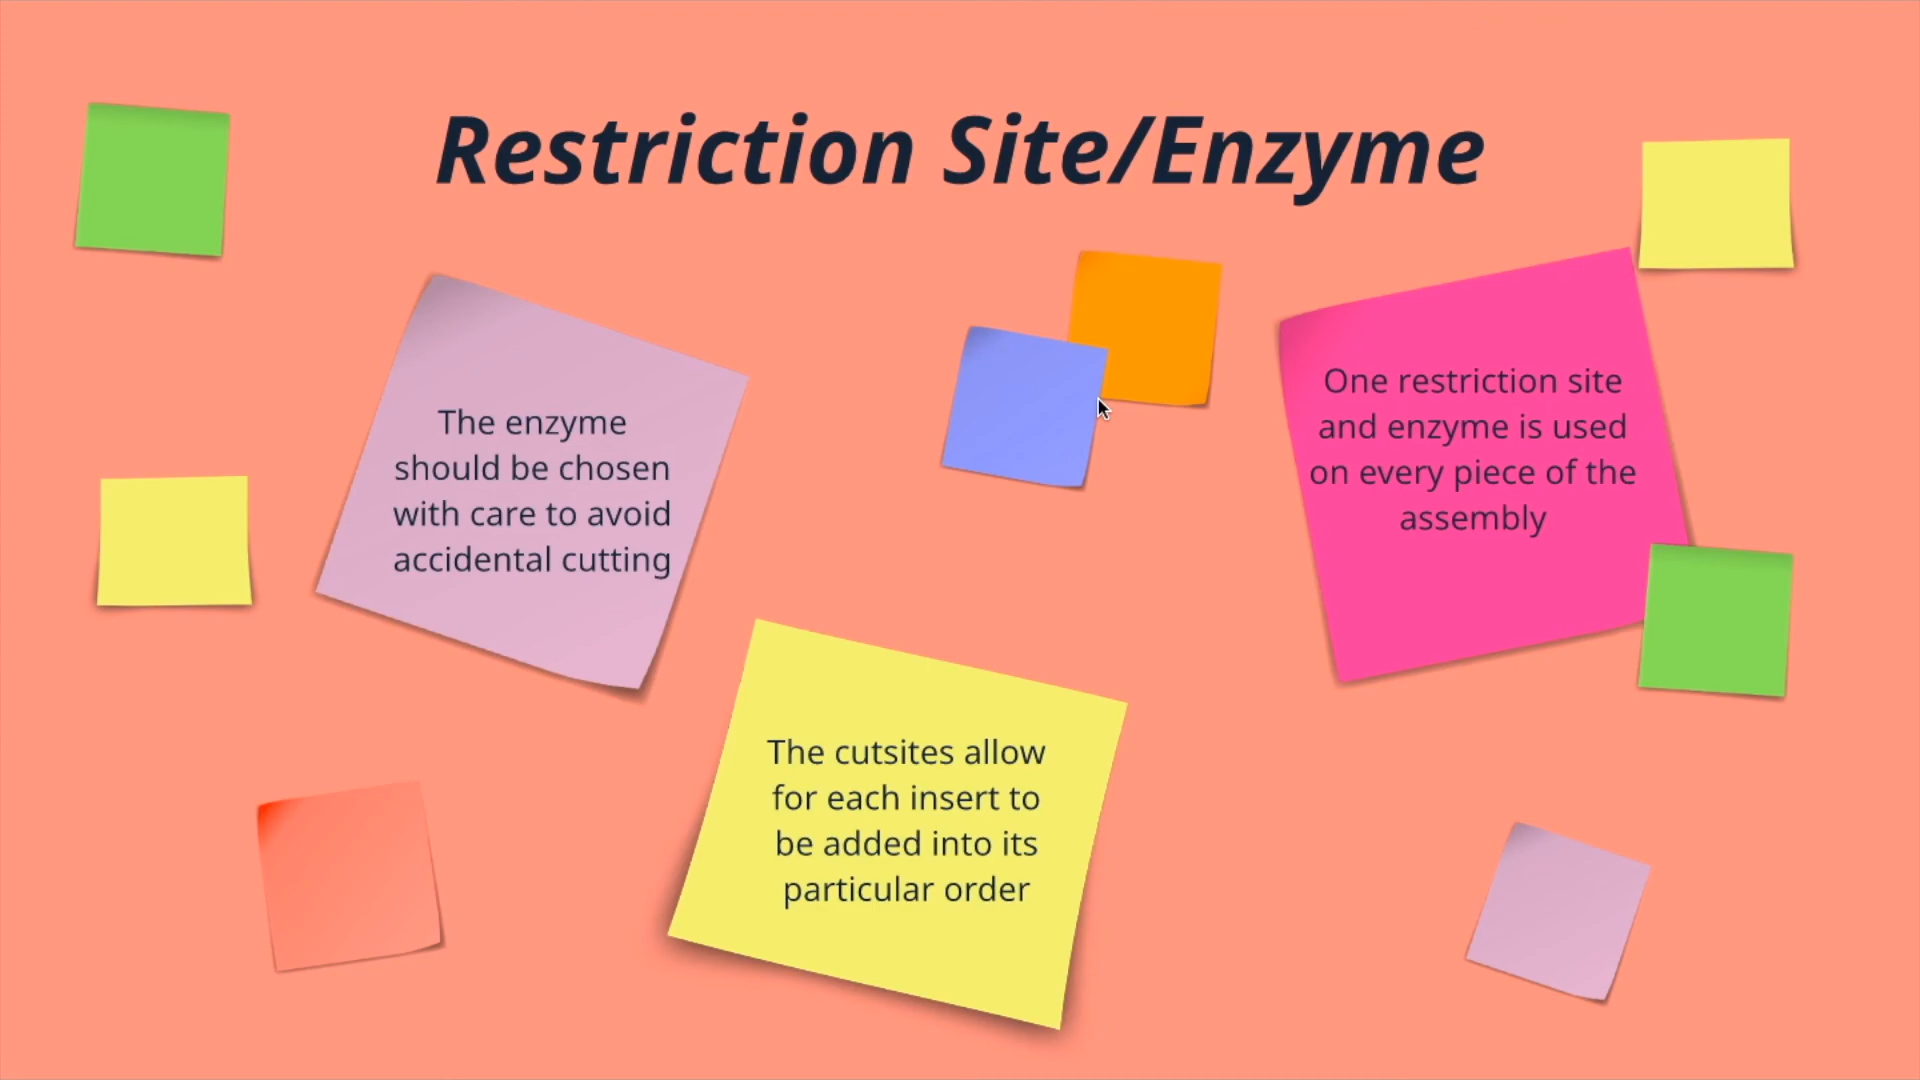 Restriction Site/Enzyme
The enzyme
should be chosen
with care to avoid
accidental cutting
One restriction site
and enzyme is used
on every piece of the
assembly
The cutsites allow
for each insert to
be added into its
particular order